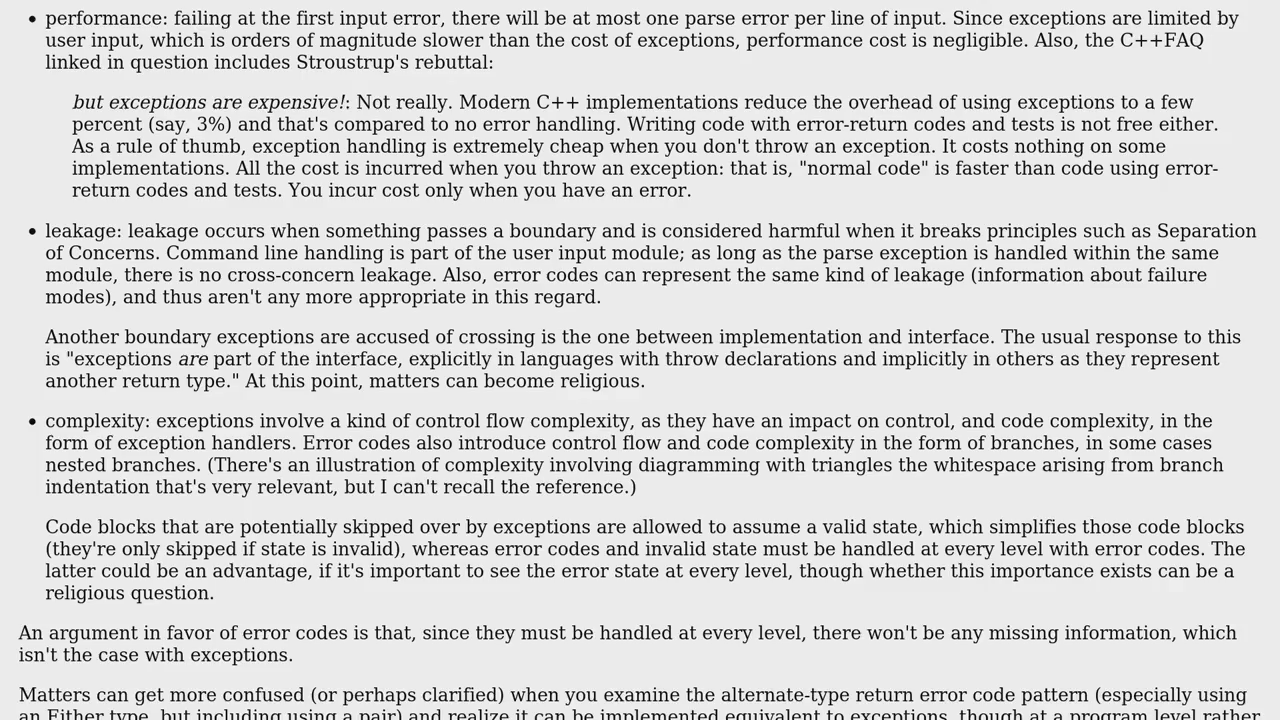 • performance: failing at the first input error, there will be at most one parse error per line of input. Since exceptions are limited by
user input, which is orders of magnitude slower than the cost of exceptions, performance cost is negligible. Also, the C++FAQ
linked in question includes Stroustrup's rebuttal:
but exceptions are expensive!: Not really. Modern C++ implementations reduce the overhead of using exceptions to a few
percent (say, 3%) and that's compared to no error handling. Writing code with error-return codes and tests is not free either.
As a rule of thumb, exception handling is extremely cheap when you don't throw an exception. It costs nothing on some
implementations. All the cost is incurred when you throw an exception: that is, "normal code" is faster than code using error-
return codes and tests. You incur cost only when you have an error.
• leakage: leakage occurs when something passes a boundary and is considered harmful when it breaks principles such as Separation
of Concerns. Command line handling is part of the user input module; as long as the parse exception is handled within the same
module, there is no cross-concern leakage. Also, error codes can represent the same kind of leakage (information about failure
modes), and thus aren't any more appropriate in this regard.
Another boundary exceptions are accused of crossing is the one between implementation and interface. The usual response to this
is "exceptions are part of the interface, explicitly in languages with throw declarations and implicitly in others as they represent
another return type." At this point, matters can become religious.
• complexity: exceptions involve a kind of control flow complexity, as they have an impact on control, and code complexity, in the
form of exception handlers. Error codes also introduce control flow and code complexity in the form of branches, in some cases
nested branches. (There's an illustration of complexity involving diagramming with triangles the whitespace arising from branch
indentation that's very relevant, but I can't recall the reference.)
Code blocks that are potentially skipped over by exceptions are allowed to assume a valid state, which simplifies those code blocks
(they're only skipped if state is invalid), whereas error codes and invalid state must be handled at every level with error codes. The
latter could be an advantage, if it's important to see the error state at every level, though whether this importance exists can be a
religious question.
An argument in favor of error codes is that, since they must be handled at every level, there won't be any missing information, which
isn't the case with exceptions.
Matters can get more confused (or perhaps clarified) when you examine the alternate-type return error code pattern (especially using
an Either type, but including using a pair) and realize it can be implemented equivalent to exceptions, though at a program level rather